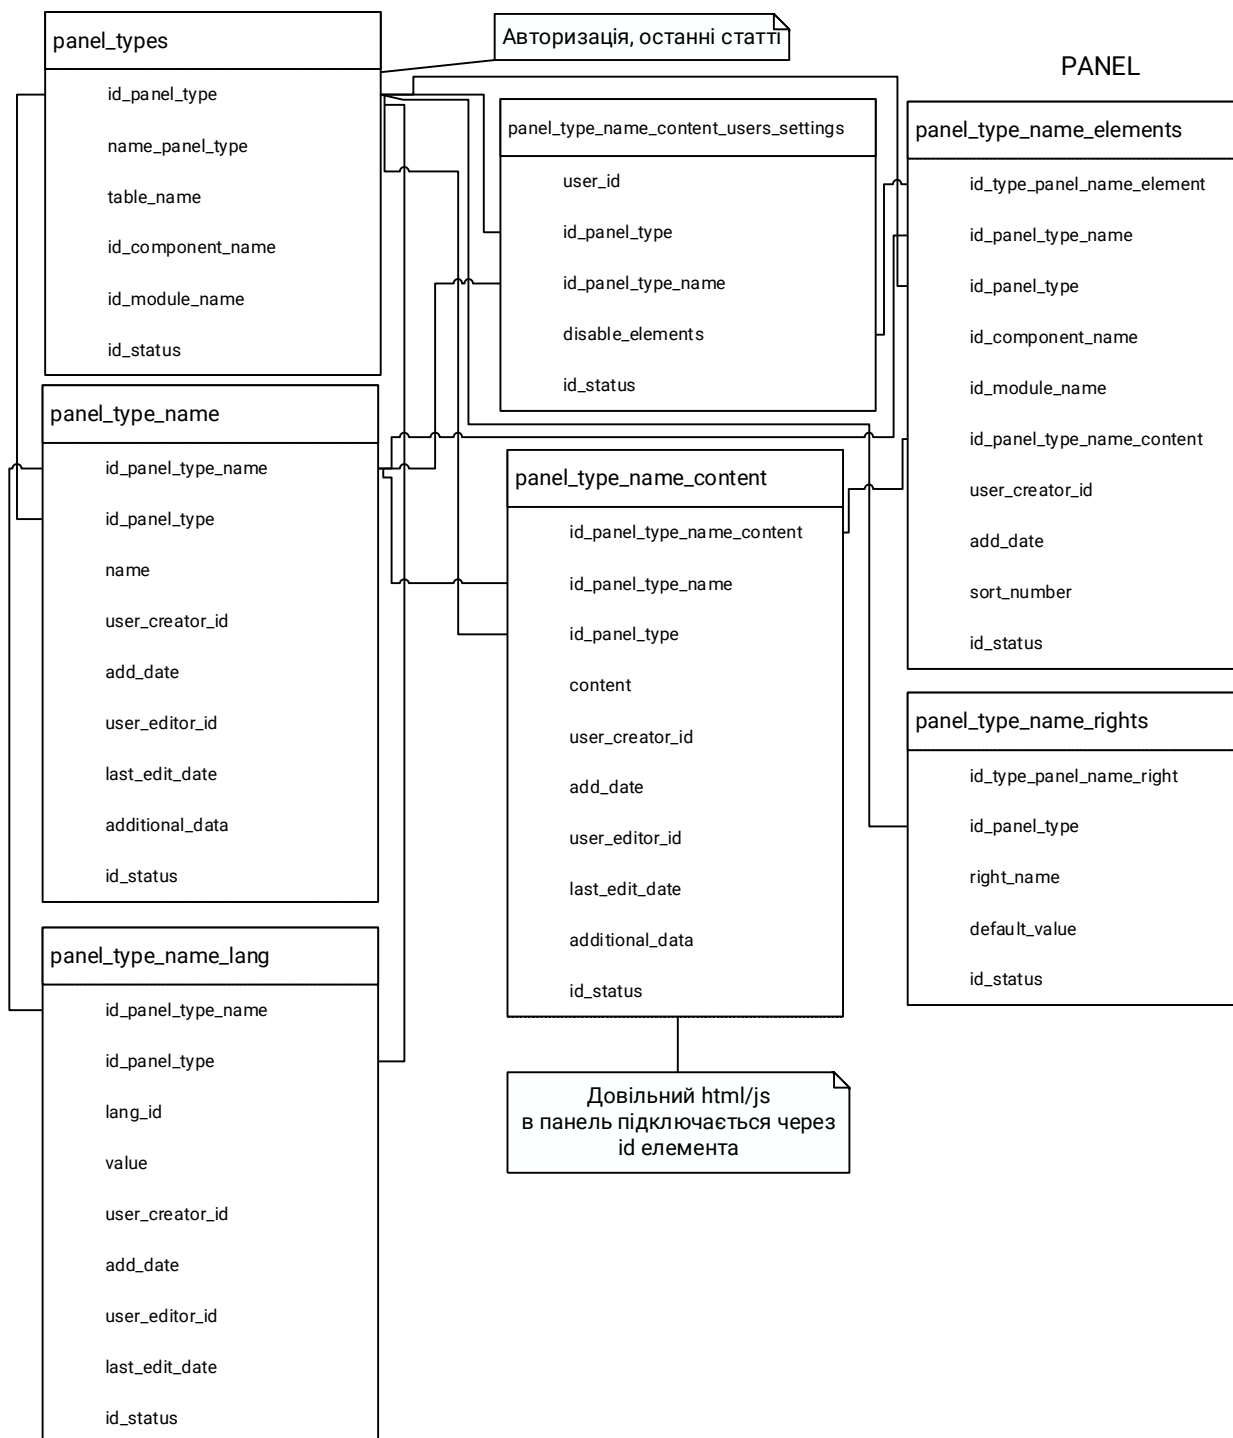 panel_types
id_panel_type
name_panel_type
table_name
id_component_name
id_module_name
id_status
Авторизація, останні статті
PANEL
panel_type_name_content_users_settings
user_id
id_panel_type
id_panel_type_name
disable_elements
id_status
panel_type_name_elements
id_type_panel_name_element
id_panel_type_name
id_panel_type
id_component_name
id_module_name
id_panel_type_name_content
user_creator_id
add_date
sort_number
id_status
panel_type_name
id_panel_type_name
id_panel_type
name
user_creator_id
add_date
user_editor_id
last_edit_date
additional_data
id_status
panel_type_name_content
id_panel_type_name_content
id_panel_type_name
id_panel_type
content
user_creator_id
add_date
user_editor_id
last_edit_date
additional_data
id_status
panel_type_name_rights
id_type_panel_name_right
id_panel_type
right_name
default_value
id_status
panel_type_name_lang
id_panel_type_name
id_panel_type
lang_id
value
user_creator_id
add_date
user_editor_id
last_edit_date
id_status
Довільний html/js
в панель підключається через
id елемента